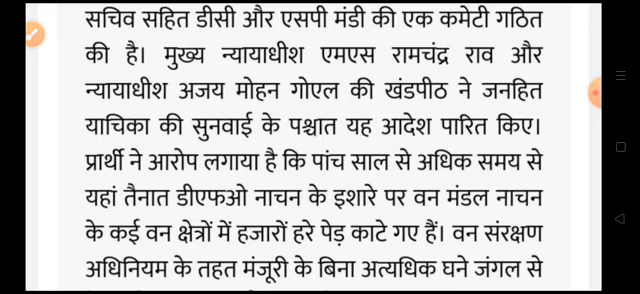 सचिव सहित डीसी और एसपी मंडी की एक कमेटी गठित
की है। मुख्य न्यायाधीश एमएस रामचंद्र राव और
न्यायाधीश अजय मोहन गोएल की खंडपीठ ने जनहित
याचिका की सुनवाई के पश्चात यह आदेश पारित किए।
प्रार्थी ने आरोप लगाया है कि पांच साल से अधिक समय से
यहां तैनात डीएफओ नाचन के इशारे पर वन मंडल नाचन
के कई वन क्षेत्रों में हजारों हरे पेड़ काटे गए हैं। वन संरक्षण
अधिनियम के तहत मंजूरी के बिना अत्यधिक घने जंगल से